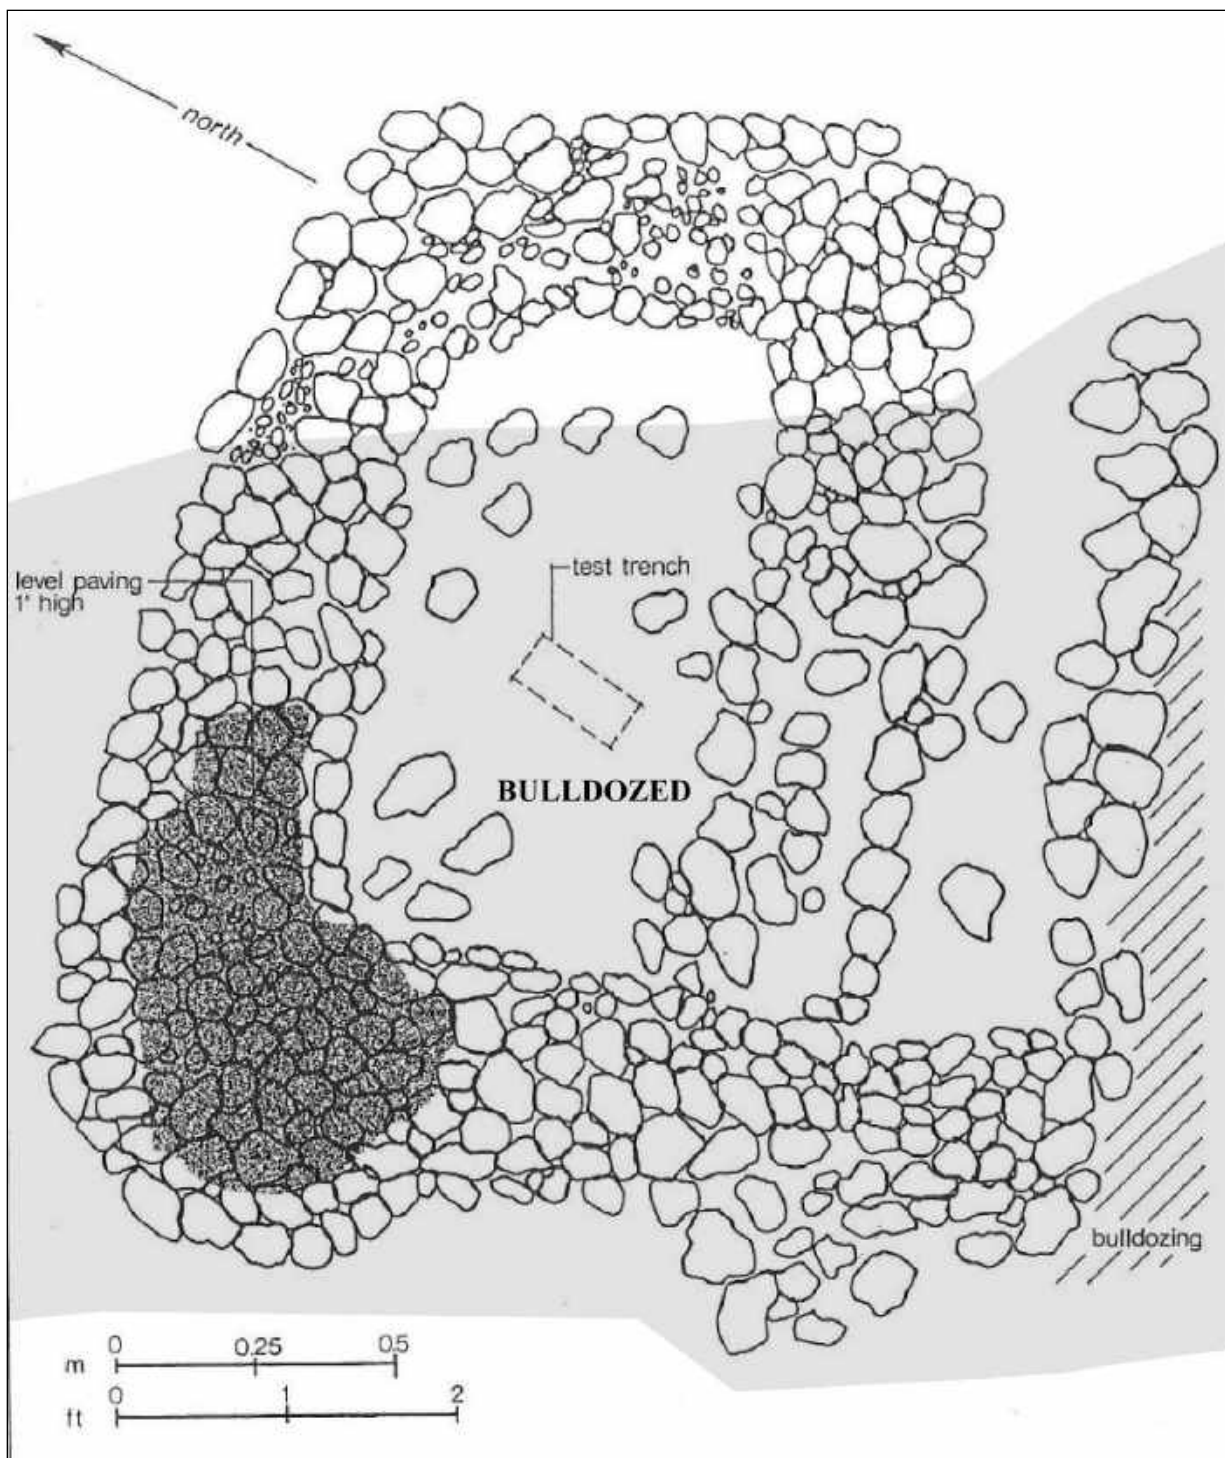 north
level paving
1" high
test trench
BULLDOZED
bulldozing
0 0.25 0.5
m
0 1 2
ft